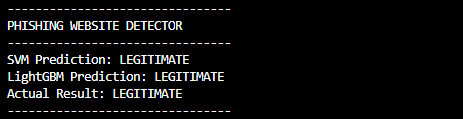 --------------------------------
PHISHING WEBSITE DETECTOR
--------------------------------
SVM Prediction: LEGITIMATE
LightGBM Prediction: LEGITIMATE
Actual Result: LEGITIMATE
--------------------------------